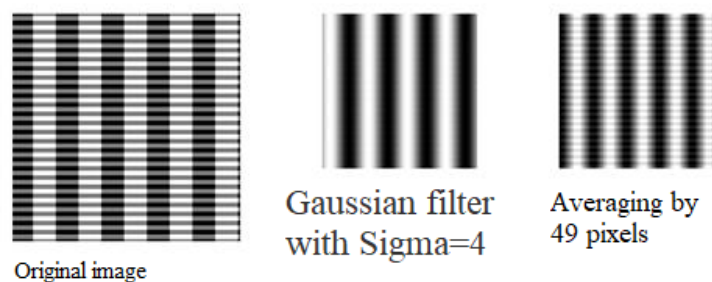 Original image
Gaussian filter
with Sigma=4
Averaging by
49 pixels